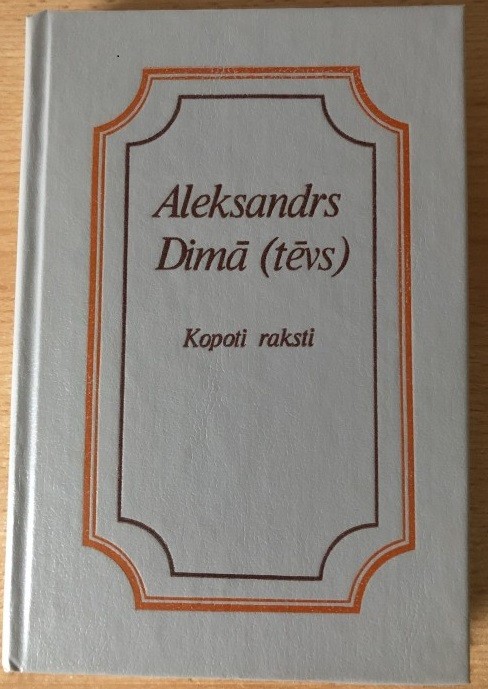 Aleksandrs
Dimā (tēvs)
Kopoti raksti